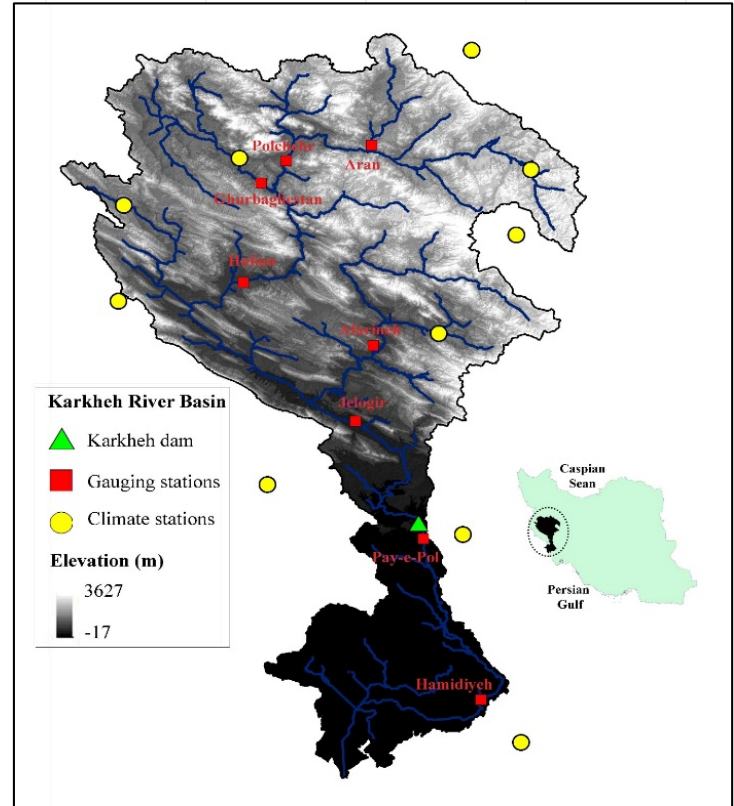 Polchehr
Aran
Ghurbaghestan
Afarineh
Jelogir
Karkheh River Basin
Karkheh dam
Gauging stations
Climate stations
Elevation (m)
3627
-17
Caspian
Sean
Persian
Gulf
Pay-e-Pol
Hamidiyeh